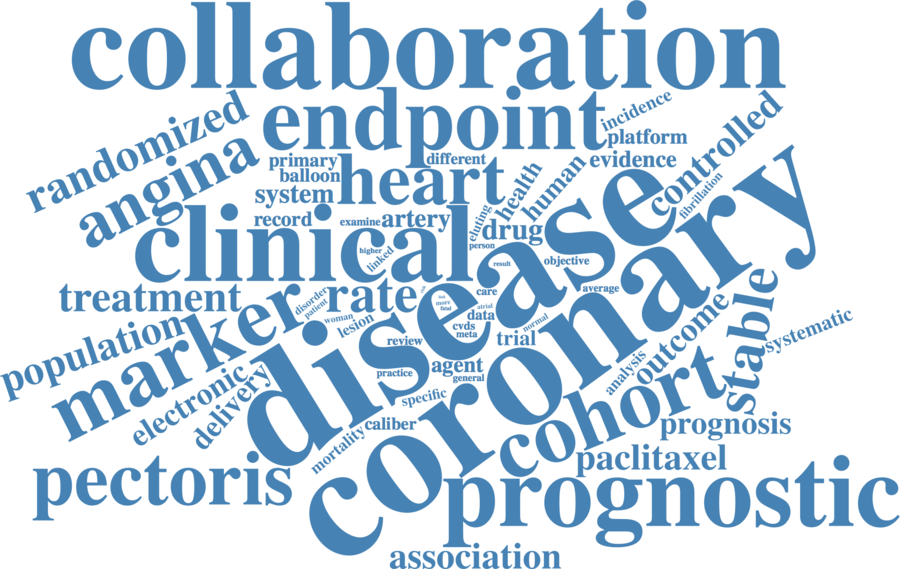 collaboration
endpoint
incidence
randomized
platform
controlled
angina
primary
different
evidence
balloon
heart
health
human
system
fibrillation
record
examine
artery
eluting
drug
disease
coronary
clinical
person
higher
linked
result
objective
treatment
disorder
patient
rate
care
average
more
fatal
atrial
data
stable
marker
woman
lesion
cvds
meta
normal
outcome
systematic
population
review
trial
electronic
practice
agent
general
analysis
delivery
specific
cohort
caliber
prognosis
mortality
paclitaxel
pectoris
prognostic
association